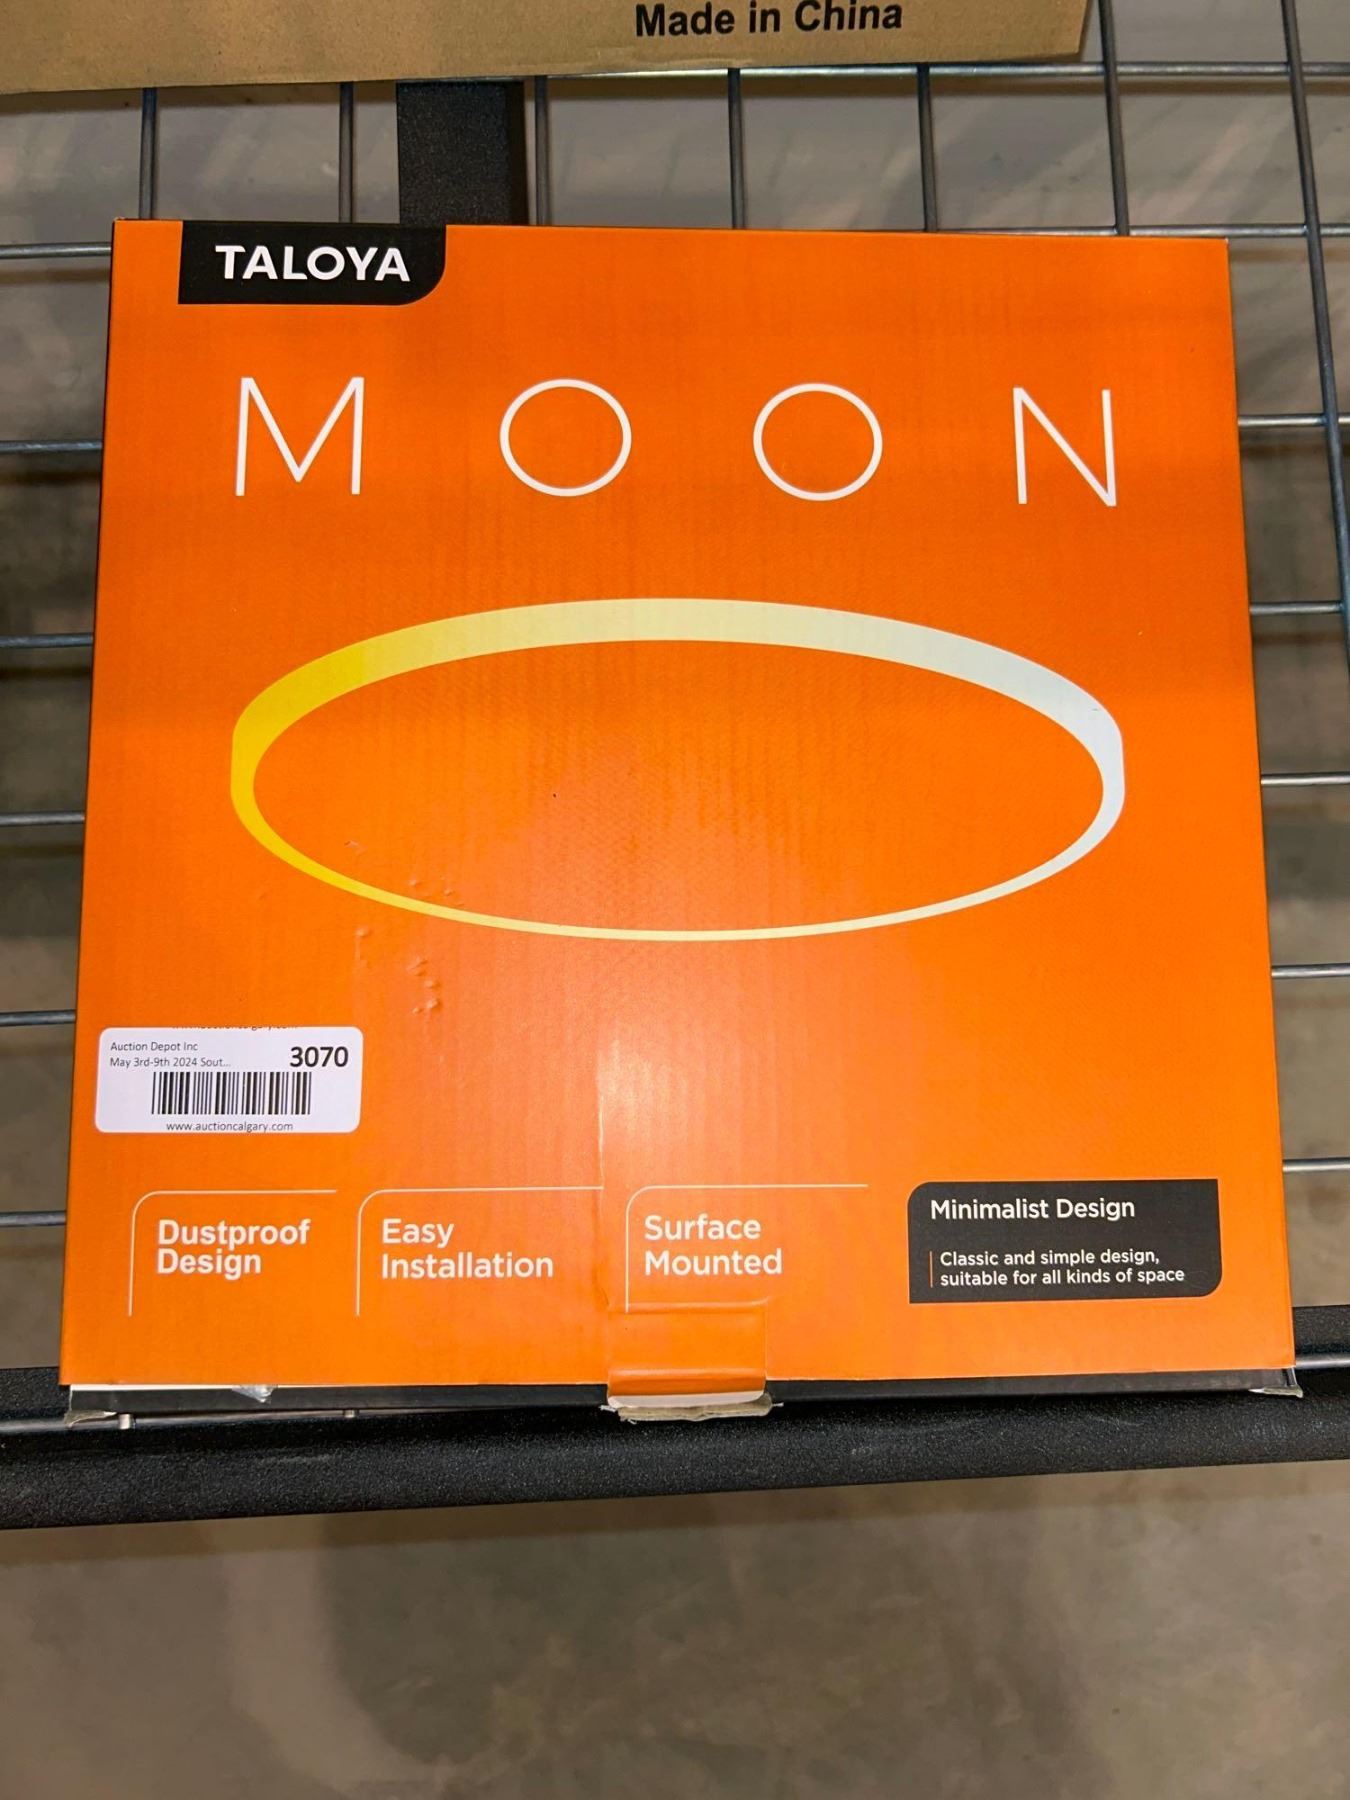 Made in China
TALOYA
MOON
Auction Depot Inc
May 3rd-9th 2024 Sout...
3070
www.auctioncalgary.com
Dustproof
Design
Easy
Installation
Surface
Mounted
Minimalist Design
Classic and simple design,
suitable for all kinds of space